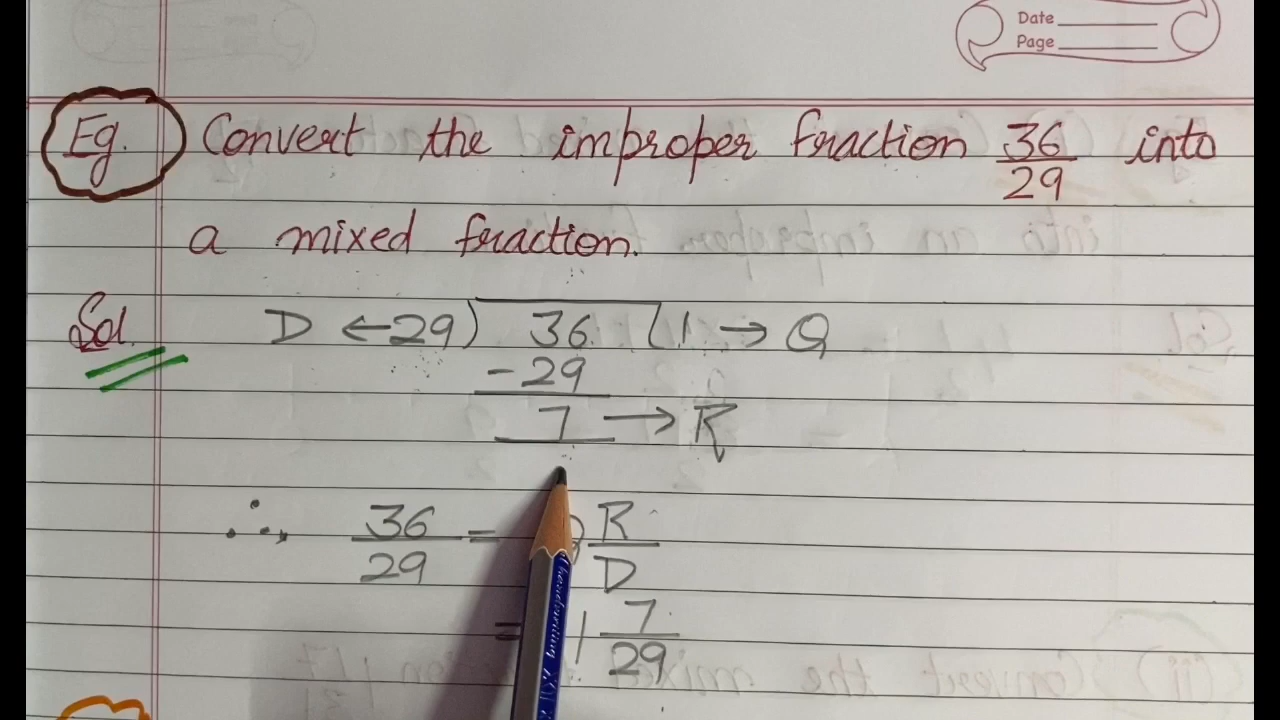 Date
Page
Eg. Convert the improper fraction 36/29 into
a mixed fraction.
Sol. D ← 29) 36 (1 → Q
- 29
7 → R
∴, 36/29 = Q R/D
= 1 7/29